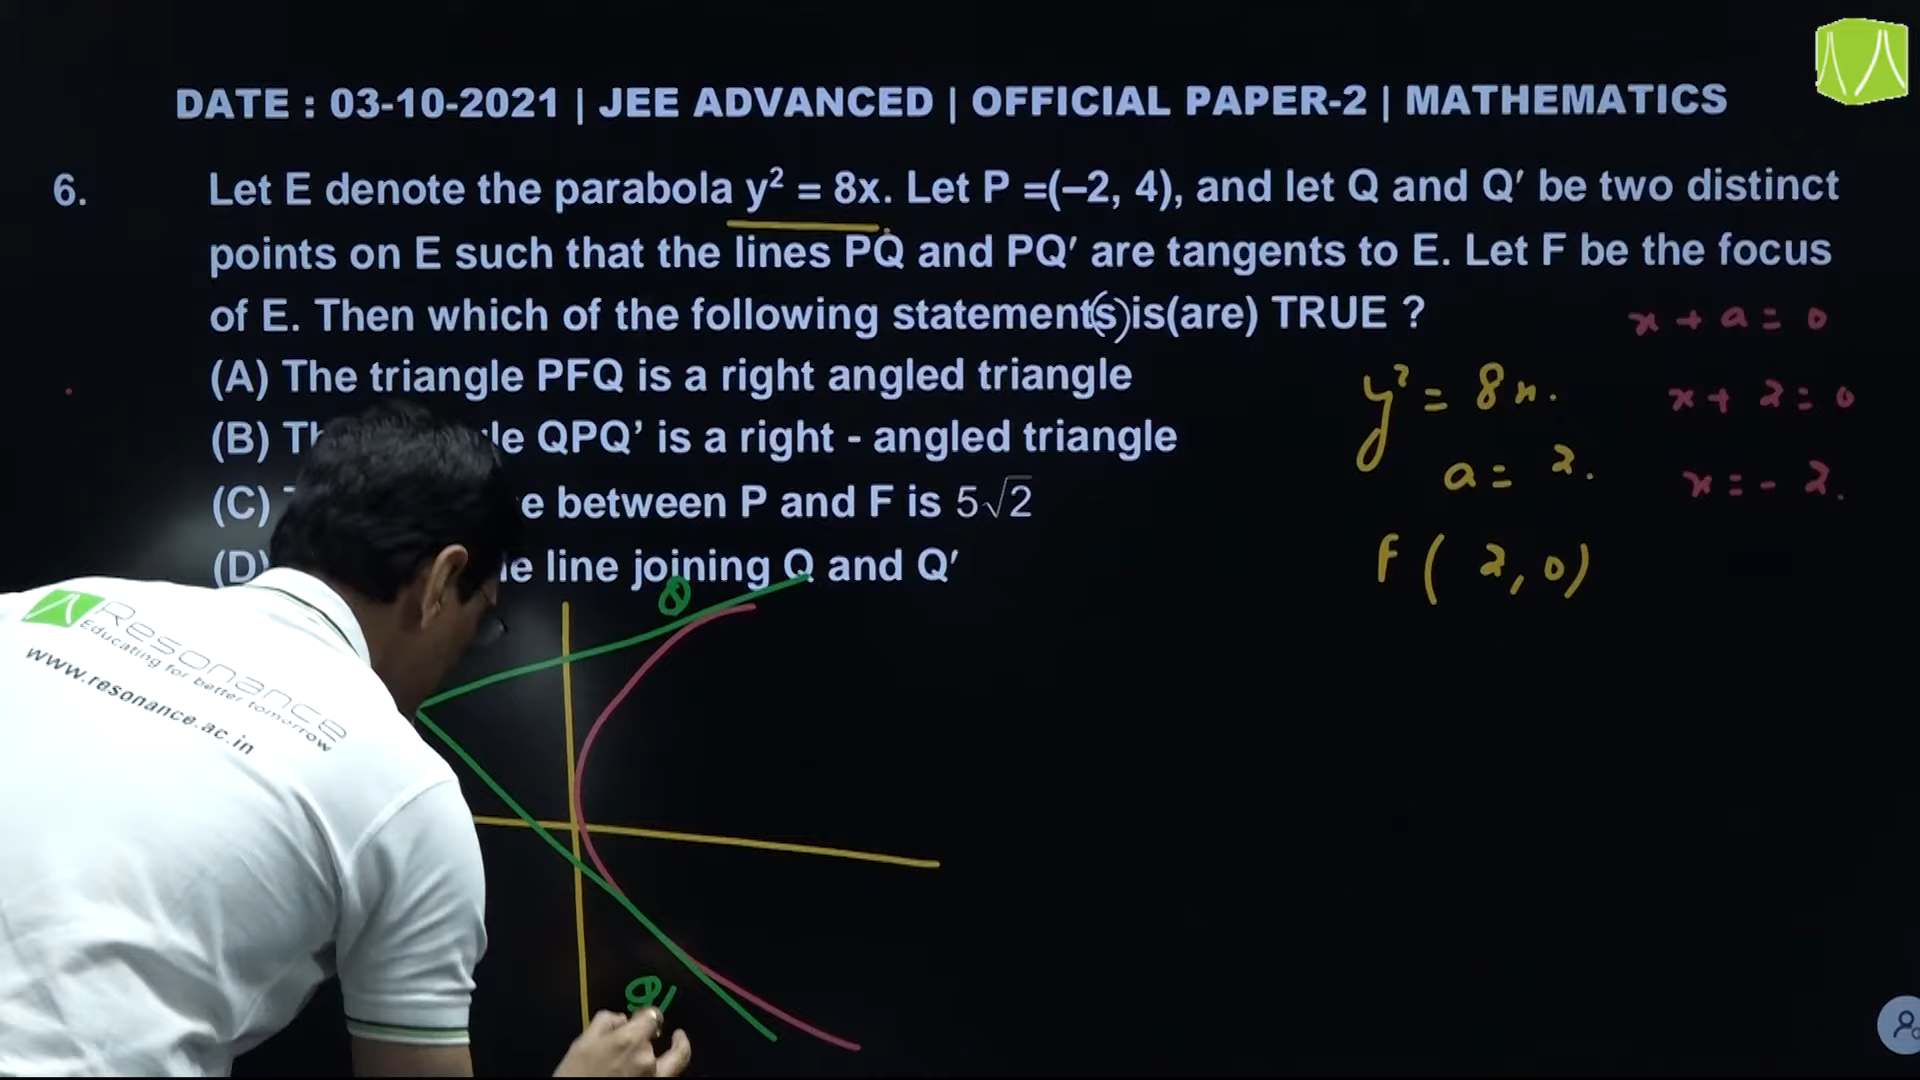 DATE : 03-10-2021 | JEE ADVANCED | OFFICIAL PAPER-2 | MATHEMATICS
6. Let E denote the parabola y² = 8x. Let P =(–2, 4), and let Q and Q′ be two distinct
points on E such that the lines PQ and PQ′ are tangents to E. Let F be the focus
of E. Then which of the following statement(s)is(are) TRUE ?
(A) The triangle PFQ is a right angled triangle
(B) QPQ’ is a right - angled triangle
(C) between P and F is 5√2
(D) line joining Q and Q′
x + a = 0
y² = 8x.
x + 2 = 0
a = 2.
x = - 2.
F ( 2, 0)
Q
Q'
Resonance
Educating for better tomorrow
www.resonance.ac.in